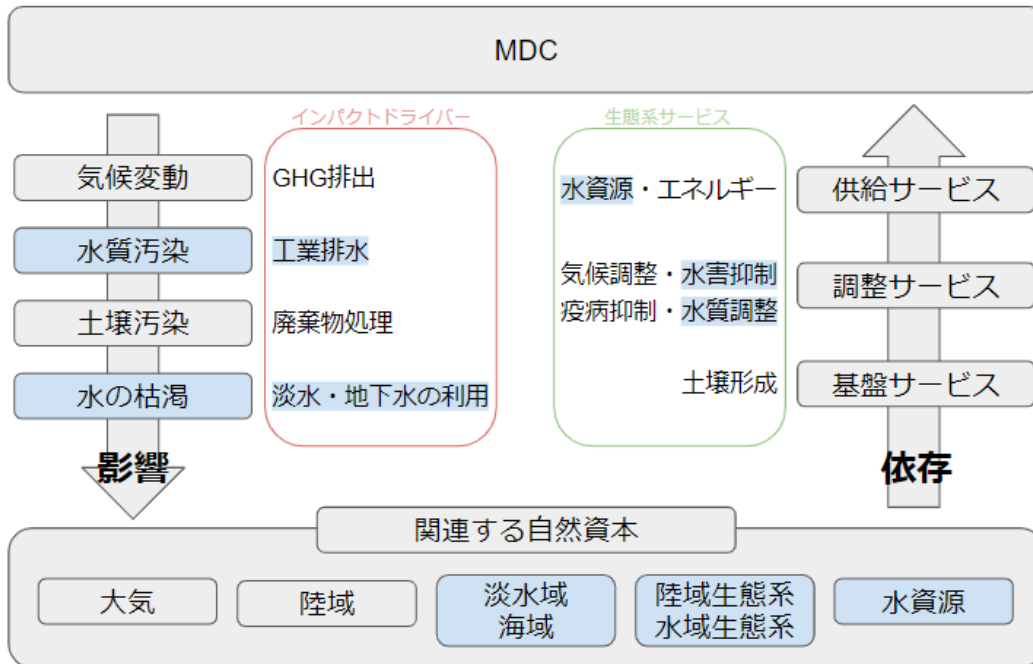 MDC
インパクトドライバー
生態系サービス
気候変動
GHG排出
水資源・エネルギー
供給サービス
水質汚染
工業排水
気候調整・水害抑制
疫病抑制・水質調整
調整サービス
土壌汚染
廃棄物処理
水の枯渇
淡水・地下水の利用
土壌形成
基盤サービス
影響
依存
関連する自然資本
大気
陸域
淡水域
海域
陸域生態系
水域生態系
水資源